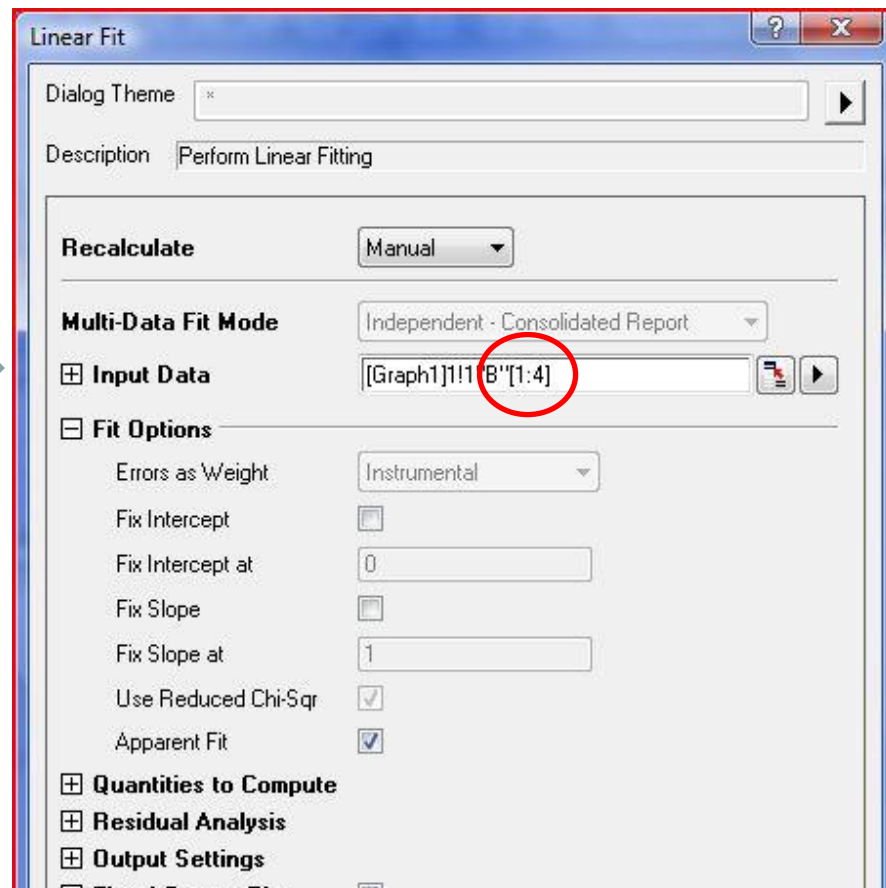 Linear Fit
Dialog Theme *
Description Perform Linear Fitting
Recalculate Manual
Multi-Data Fit Mode Independent - Consolidated Report
Input Data [Graph1]1!1"B"[1:4]
Fit Options
Errors as Weight Instrumental
Fix Intercept
Fix Intercept at 0
Fix Slope
Fix Slope at 1
Use Reduced Chi-Sqr
Apparent Fit
Quantities to Compute
Residual Analysis
Output Settings